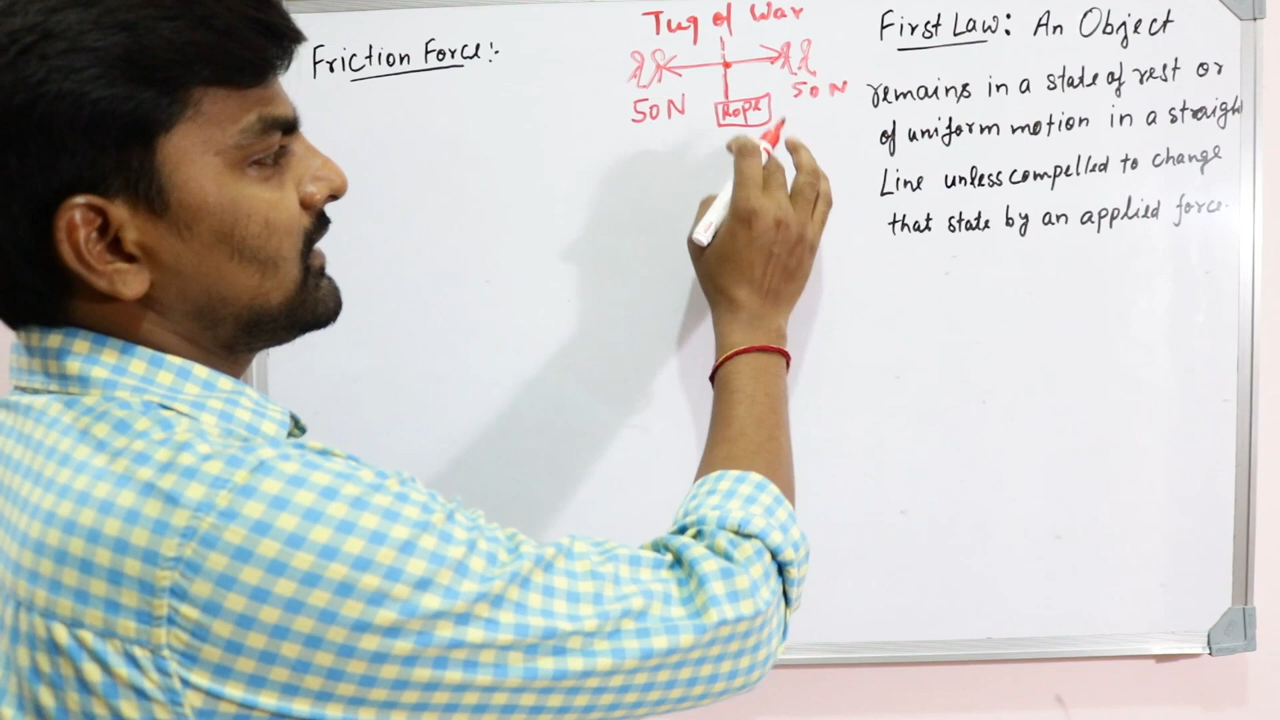 Friction Force:-
Tug of War
50N
50N
Rope
First Law: An Object
remains in a state of rest or
of uniform motion in a straight
Line unless compelled to change
that state by an applied force.